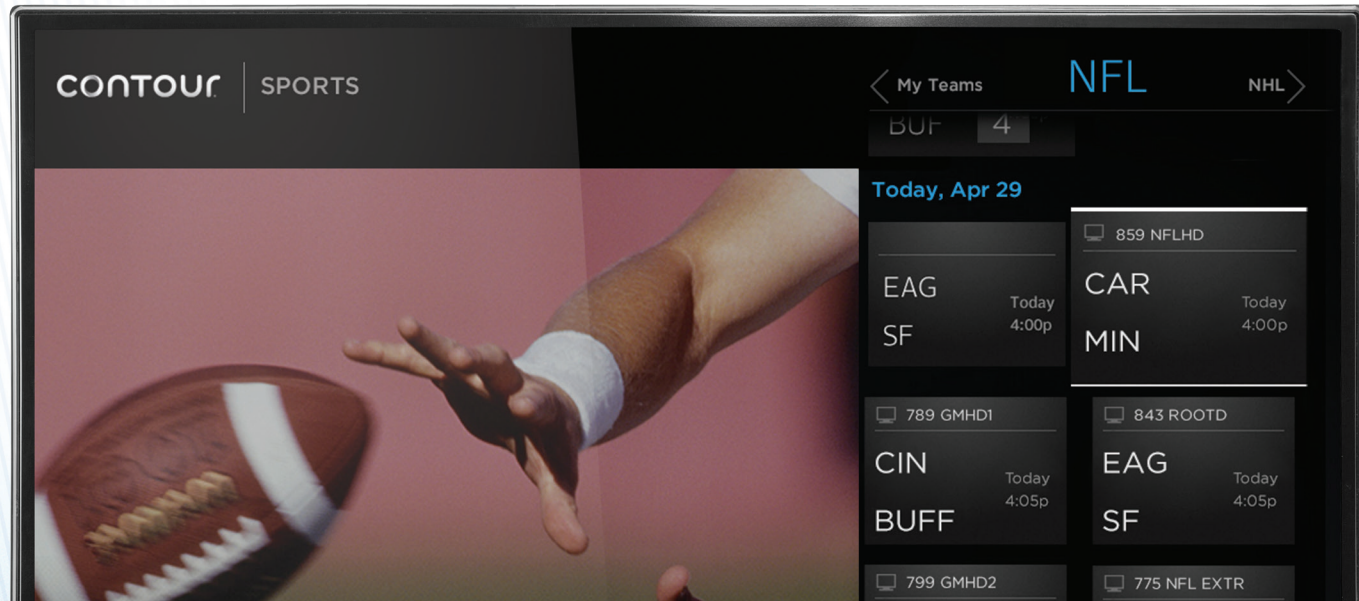 contour SPORTS
My Teams NFL NHL
BUF 4
Today, Apr 29
EAG
SF
Today
4:00p
859 NFLHD
CAR
MIN
Today
4:00p
789 GMHD1
CIN
BUFF
Today
4:05p
843 ROOTD
EAG
SF
Today
4:05p
799 GMHD2
775 NFL EXTR